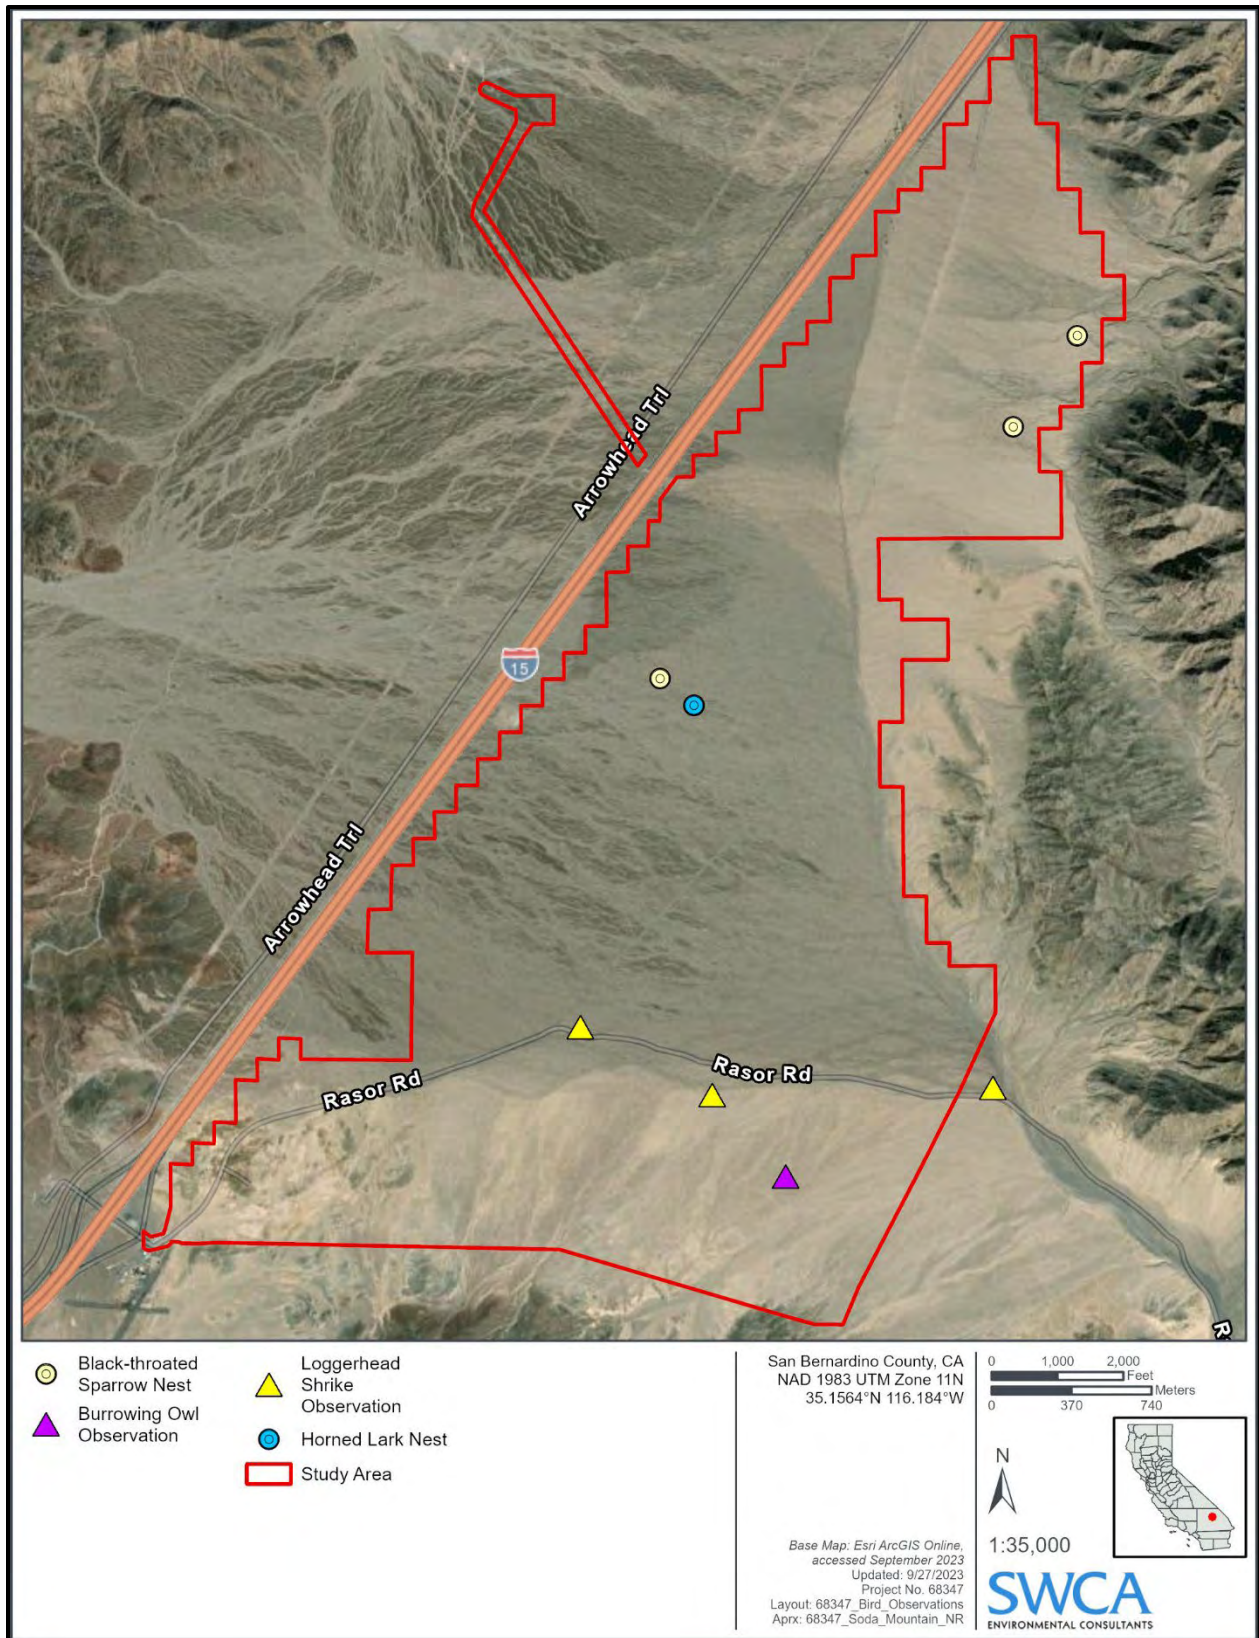 Arrowhead Trl
15
Arrowhead Trl
Rasor Rd
Rasor Rd
R
Black-throated
Sparrow Nest
Burrowing Owl
Observation
Loggerhead
Shrike
Observation
Horned Lark Nest
Study Area
San Bernardino County, CA
NAD 1983 UTM Zone 11N
35.1564°N 116.184°W
Base Map: Esri ArcGIS Online,
accessed September 2023
Updated: 9/27/2023
Project No. 68347
Layout: 68347_Bird_Observations
Aprx: 68347_Soda_Mountain_NR
0 1,000 2,000
Feet
Meters
0 370 740
N
1:35,000
SWCA
ENVIRONMENTAL CONSULTANTS